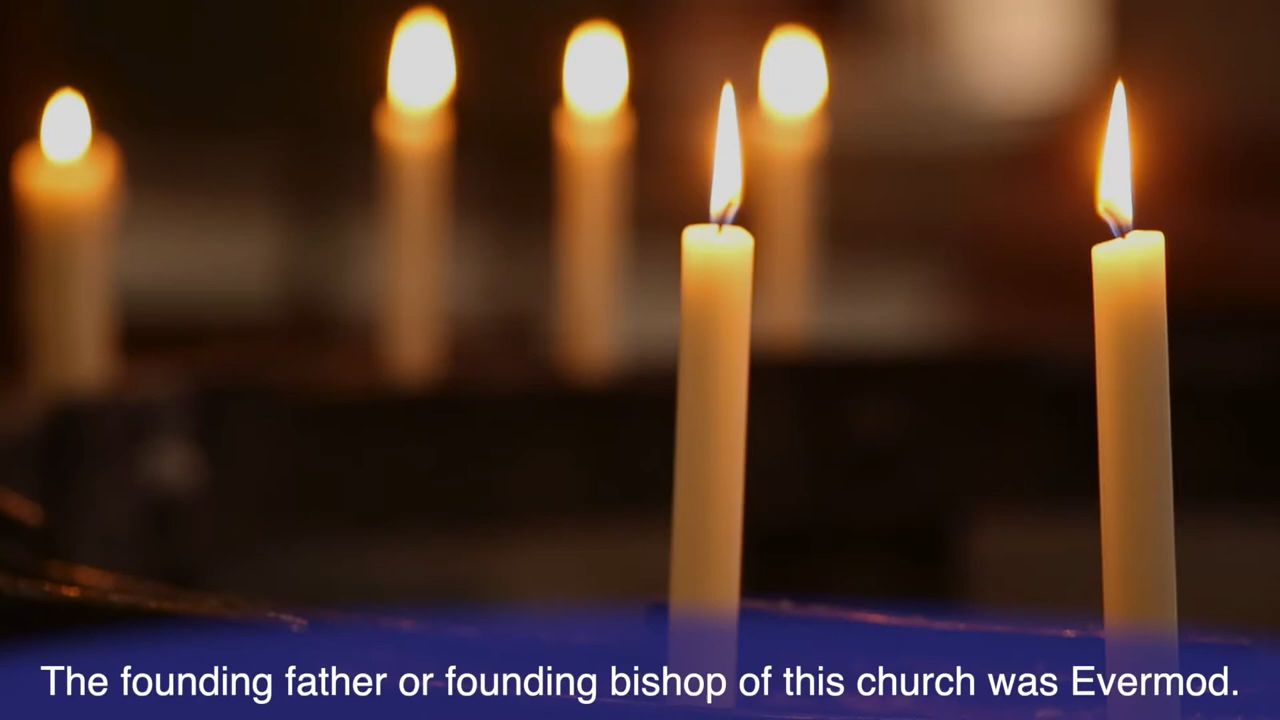 The founding father or founding bishop of this church was Evermod.